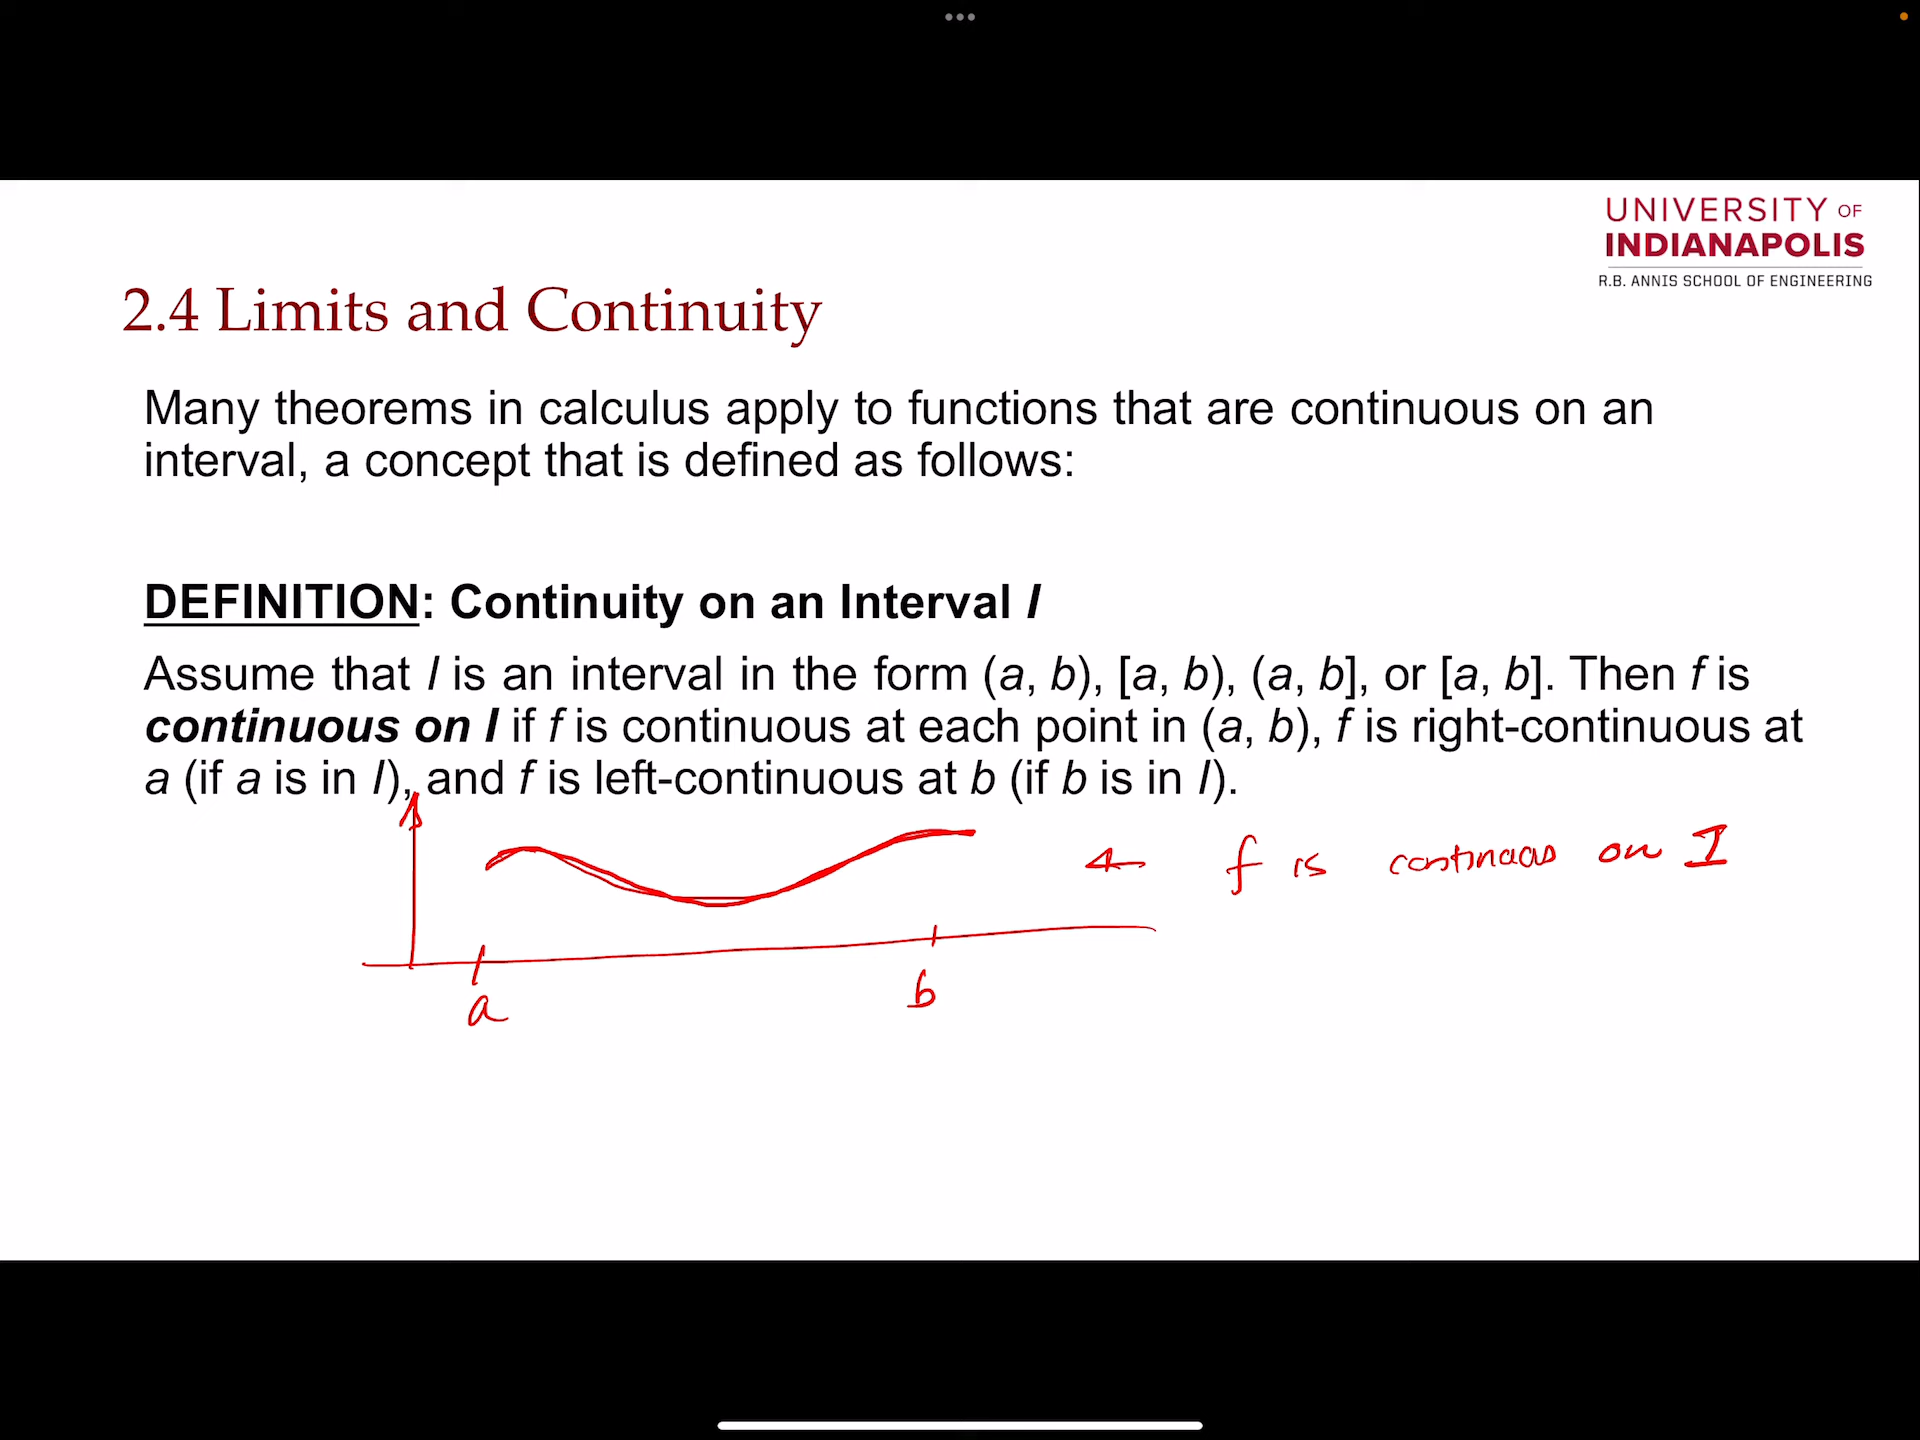 UNIVERSITY OF
INDIANAPOLIS
R.B. ANNIS SCHOOL OF ENGINEERING
2.4 Limits and Continuity
Many theorems in calculus apply to functions that are continuous on an
interval, a concept that is defined as follows:
DEFINITION: Continuity on an Interval I
Assume that I is an interval in the form (a, b), [a, b), (a, b], or [a, b]. Then f is
continuous on I if f is continuous at each point in (a, b), f is right-continuous at
a (if a is in I), and f is left-continuous at b (if b is in I).
← f is continuous on I
a b